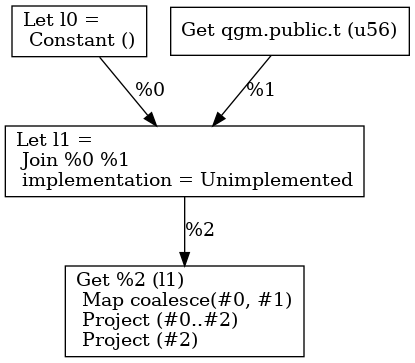 Let l0 =
Constant ()
Get qgm.public.t (u56)
%0
%1
Let l1 =
Join %0 %1
implementation = Unimplemented
%2
Get %2 (l1)
Map coalesce(#0, #1)
Project (#0..#2)
Project (#2)